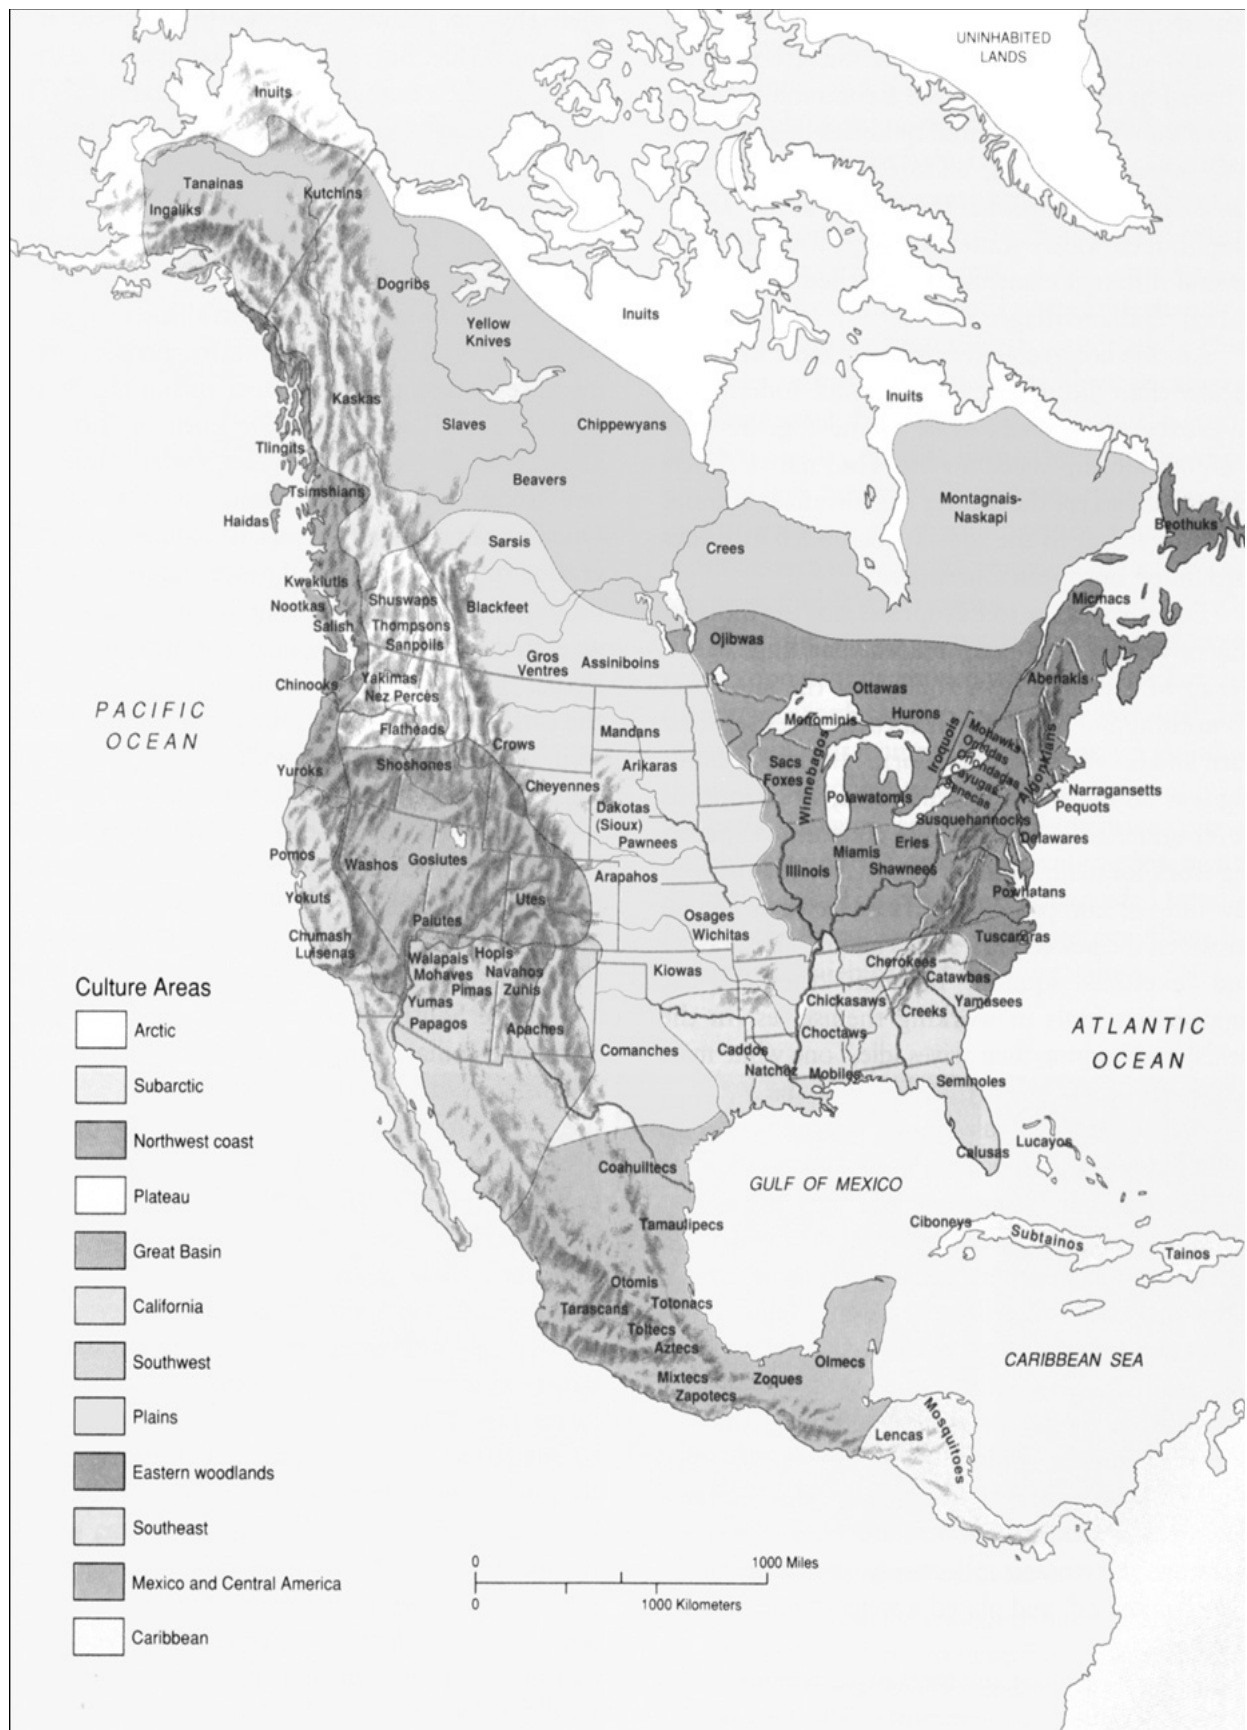 UNINHABITED
LANDS
Inuits
Tanainas
Kutchins
Ingaliks
Dogribs
Inuits
Yellow
Knives
Inuits
Kaskas
Slaves
Chippewyans
Tlingits
Beavers
Tsimshians
Montagnais-
Naskapi
Haidas
Beothuks
Sarsis
Crees
Kwakiutls
Shuswaps
Blackfeet
Micmacs
Nootkas
Salish
Thompsons
Sanpoils
Ojibwas
Gros
Ventres
Assiniboins
Yakimas
Chinooks
Nez Percés
Ottawas
Abenakis
PACIFIC
OCEAN
Flatheads
Menominis
Hurons
Iroquois
Mohawks
Oneidas
Onondagas
Cayugas
Senecas
Algonkians
Crows
Mandans
Yuroks
Shoshones
Arikaras
Sacs
Foxes
Winnebagos
Cheyennes
Potawatomis
Narragansetts
Pequots
Dakotas
(Sioux)
Susquehannocks
Pawnees
Delawares
Pomos
Washos
Gosiutes
Miamis
Eries
Arapahos
Illinois
Shawnees
Yokuts
Utes
Powhatans
Paiutes
Osages
Wichitas
Chumash
Luisenas
Tuscaroras
Walapais
Hopis
Cherokees
Mohaves
Navahos
Kiowas
Catawbas
Pimas
Zunis
Yumas
Chickasaws
Creeks
Yamasees
Papagos
Apaches
Choctaws
ATLANTIC
OCEAN
Comanches
Caddos
Natchez
Mobiles
Seminoles
Calusas
Lucayos
Coahuiltecs
GULF OF MEXICO
Tamaulipecs
Ciboneys
Subtainos
Tainos
Otomis
Tarascans
Totonacs
Toltecs
Aztecs
Olmecs
CARIBBEAN SEA
Mixtecs
Zoques
Zapotecs
Lencas
Mosquitoes
Culture Areas
Arctic
Subarctic
Northwest coast
Plateau
Great Basin
California
Southwest
Plains
Eastern woodlands
Southeast
Mexico and Central America
Caribbean
0
1000 Miles
0
1000 Kilometers